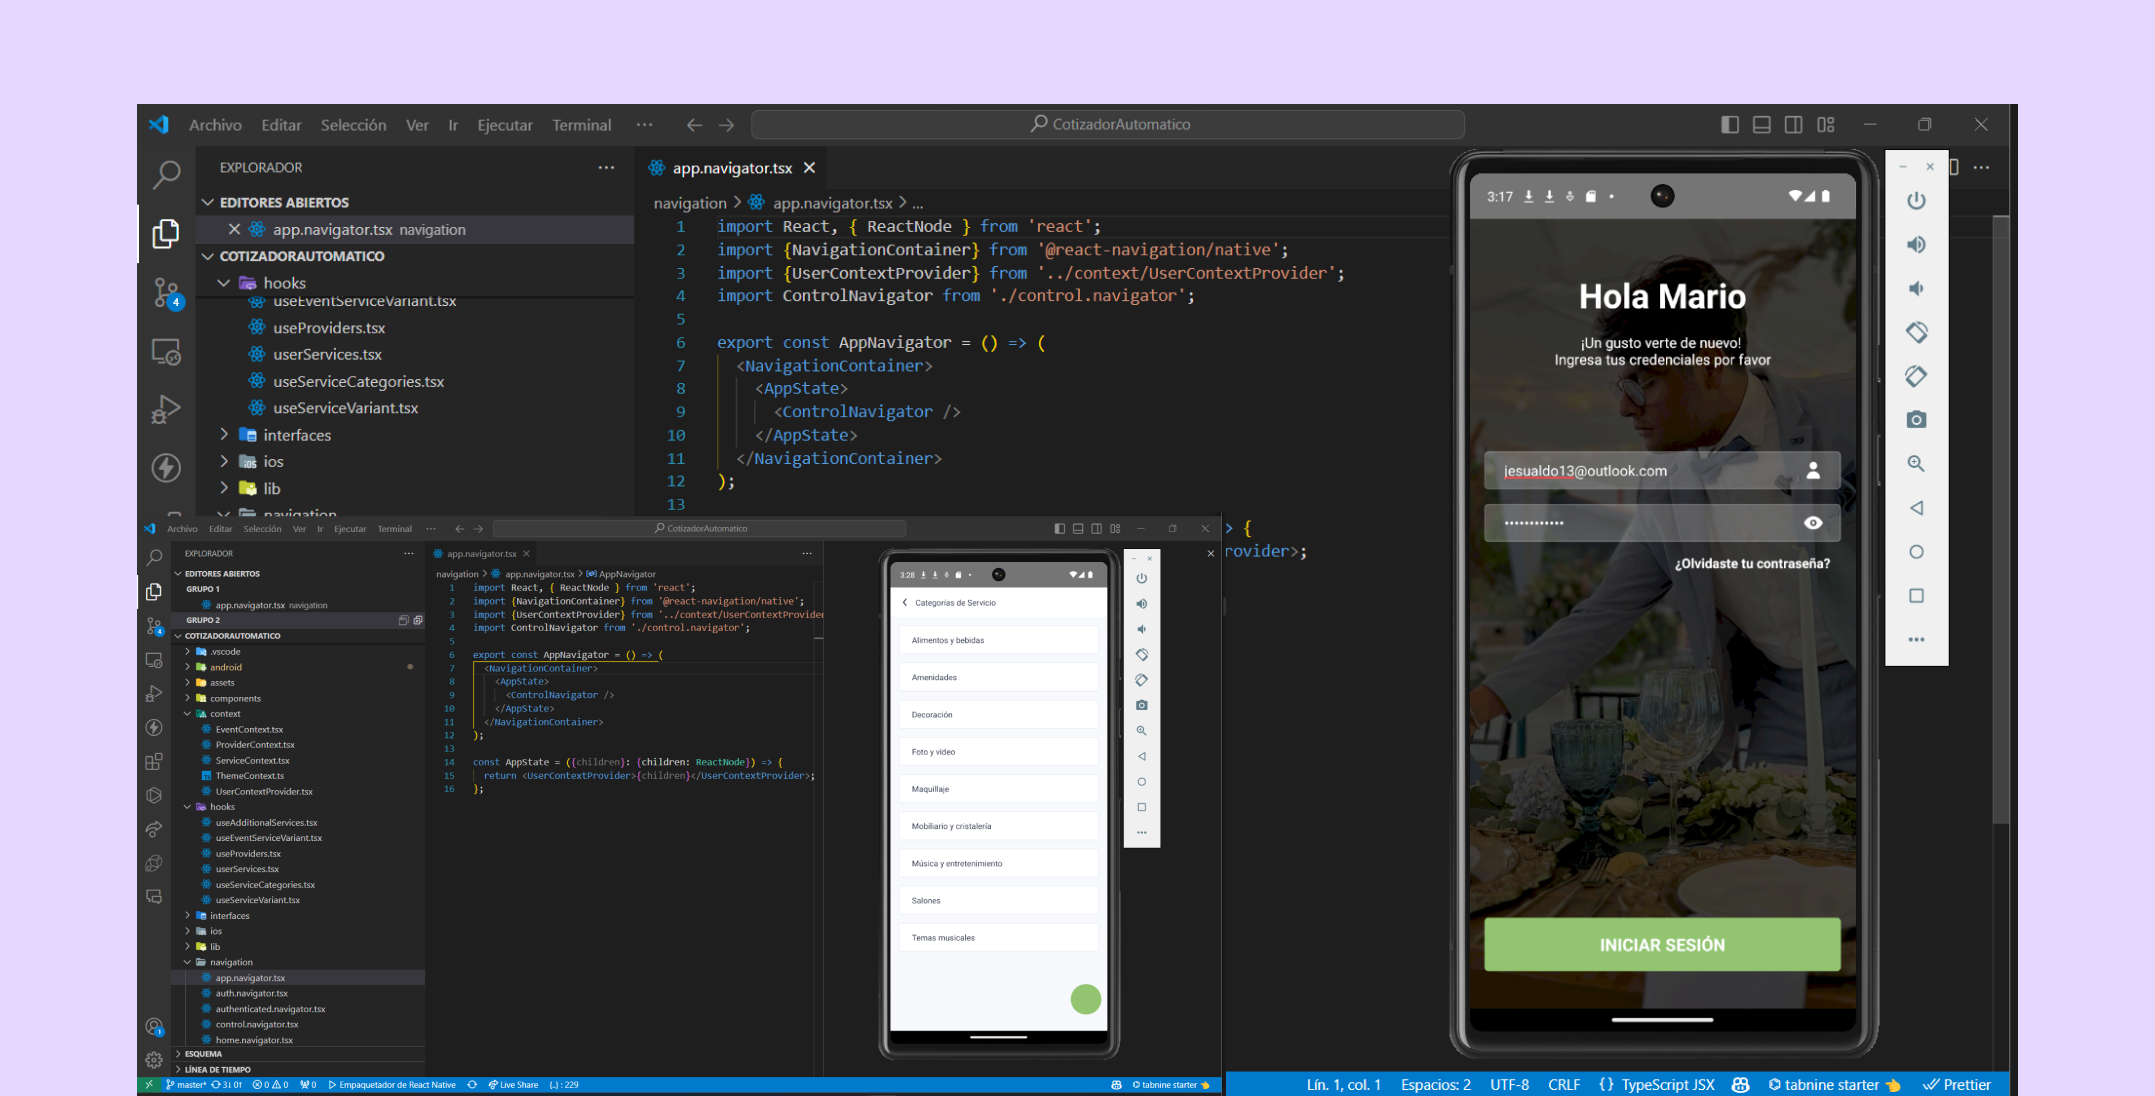 Archivo Editar Selección Ver Ir Ejecutar Terminal ··· CotizadorAutomatico
EXPLORADOR ···
EDITORES ABIERTOS
app.navigator.tsx navigation
COTIZADORAUTOMATICO
hooks
useEventServiceVariant.tsx
useProviders.tsx
userServices.tsx
useServiceCategories.tsx
useServiceVariant.tsx
interfaces
ios
lib
navigation
4
app.navigator.tsx
navigation > app.navigator.tsx > ...
1 import React, { ReactNode } from 'react';
2 import {NavigationContainer} from '@react-navigation/native';
3 import {UserContextProvider} from '../context/UserContextProvider';
4 import ControlNavigator from './control.navigator';
5
6 export const AppNavigator = () => (
7 <NavigationContainer>
8 <AppState>
9 <ControlNavigator />
10 </AppState>
11 </NavigationContainer>
12 );
13
> {
rovider>;
3:17
Hola Mario
¡Un gusto verte de nuevo!
Ingresa tus credenciales por favor
jesualdo13@outlook.com
············
¿Olvidaste tu contraseña?
INICIAR SESIÓN
Lín. 1, col. 1 Espacios: 2 UTF-8 CRLF {} TypeScript JSX tabnine starter Prettier
Archivo Editar Selección Ver Ir Ejecutar Terminal ··· CotizadorAutomatico
EXPLORADOR ···
EDITORES ABIERTOS
GRUPO 1
app.navigator.tsx navigation
GRUPO 2
COTIZADORAUTOMATICO
.vscode
android
assets
components
context
EventContext.tsx
ProviderContext.tsx
ServiceContext.tsx
ThemeContext.ts
UserContextProvider.tsx
hooks
useAdditionalServices.tsx
useEventServiceVariant.tsx
useProviders.tsx
userServices.tsx
useServiceCategories.tsx
useServiceVariant.tsx
interfaces
ios
lib
navigation
app.navigator.tsx
auth.navigator.tsx
authenticated.navigator.tsx
control.navigator.tsx
home.navigator.tsx
ESQUEMA
LÍNEA DE TIEMPO
4
1
app.navigator.tsx
navigation > app.navigator.tsx > AppNavigator
1 import React, { ReactNode } from 'react';
2 import {NavigationContainer} from '@react-navigation/native';
3 import {UserContextProvider} from '../context/UserContextProvider
4 import ControlNavigator from './control.navigator';
5
6 export const AppNavigator = () => (
7 <NavigationContainer>
8 <AppState>
9 <ControlNavigator />
10 </AppState>
11 </NavigationContainer>
12 );
13
14 const AppState = ({children}: {children: ReactNode}) => {
15 return <UserContextProvider>{children}</UserContextProvider>;
16 };
3:28
Categorías de Servicio
Alimentos y bebidas
Amenidades
Decoración
Foto y video
Maquillaje
Mobiliario y cristalería
Música y entretenimiento
Salones
Temas musicales
master* 3↓ 0↑ 0 0 0 Empaquetador de React Native Live Share {..} : 229 tabnine starter